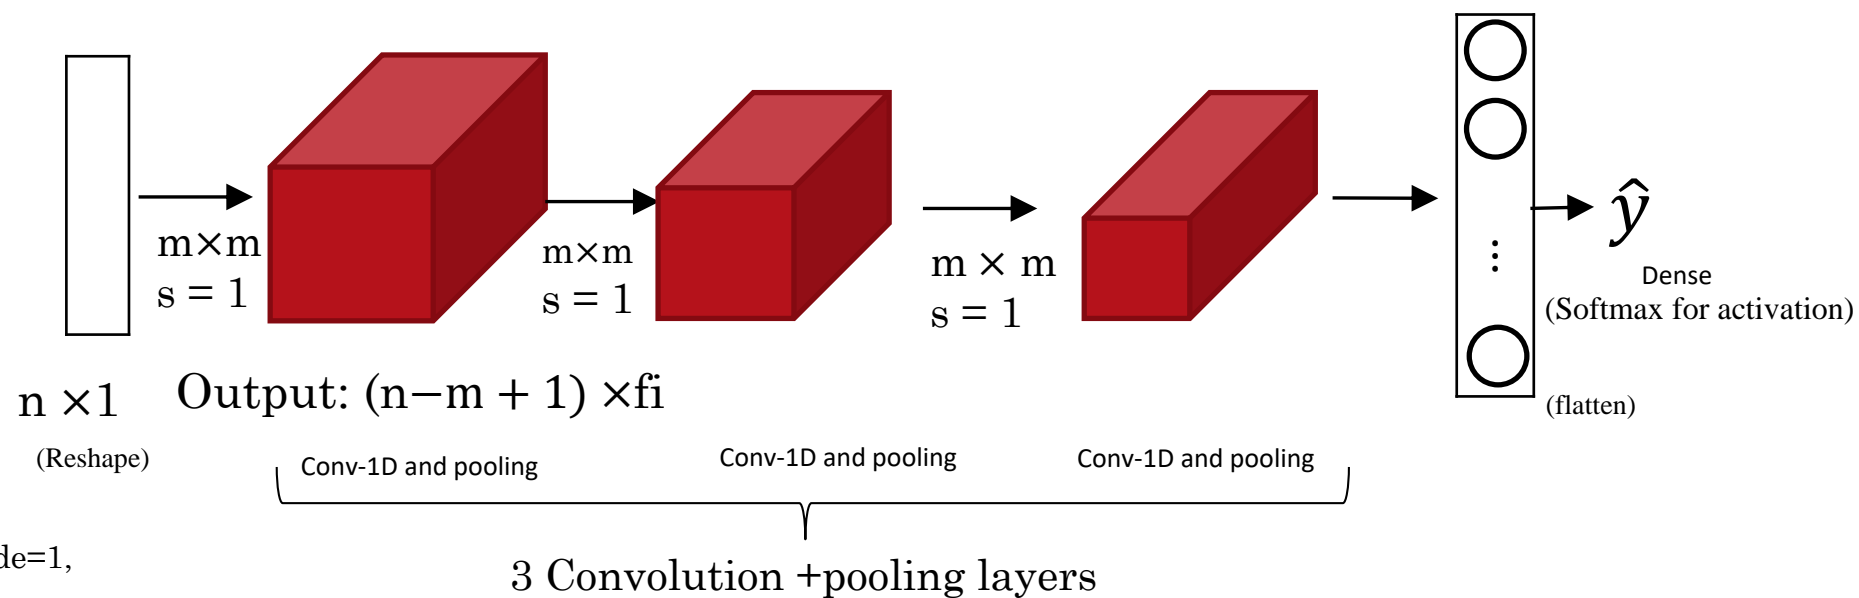 m×m
s = 1
m×m
s = 1
m × m
s = 1
⋮
ŷ
Dense
(Softmax for activation)
n ×1
Output: (n−m + 1) ×fi
(flatten)
(Reshape)
Conv-1D and pooling
Conv-1D and pooling
Conv-1D and pooling
de=1,
3 Convolution +pooling layers